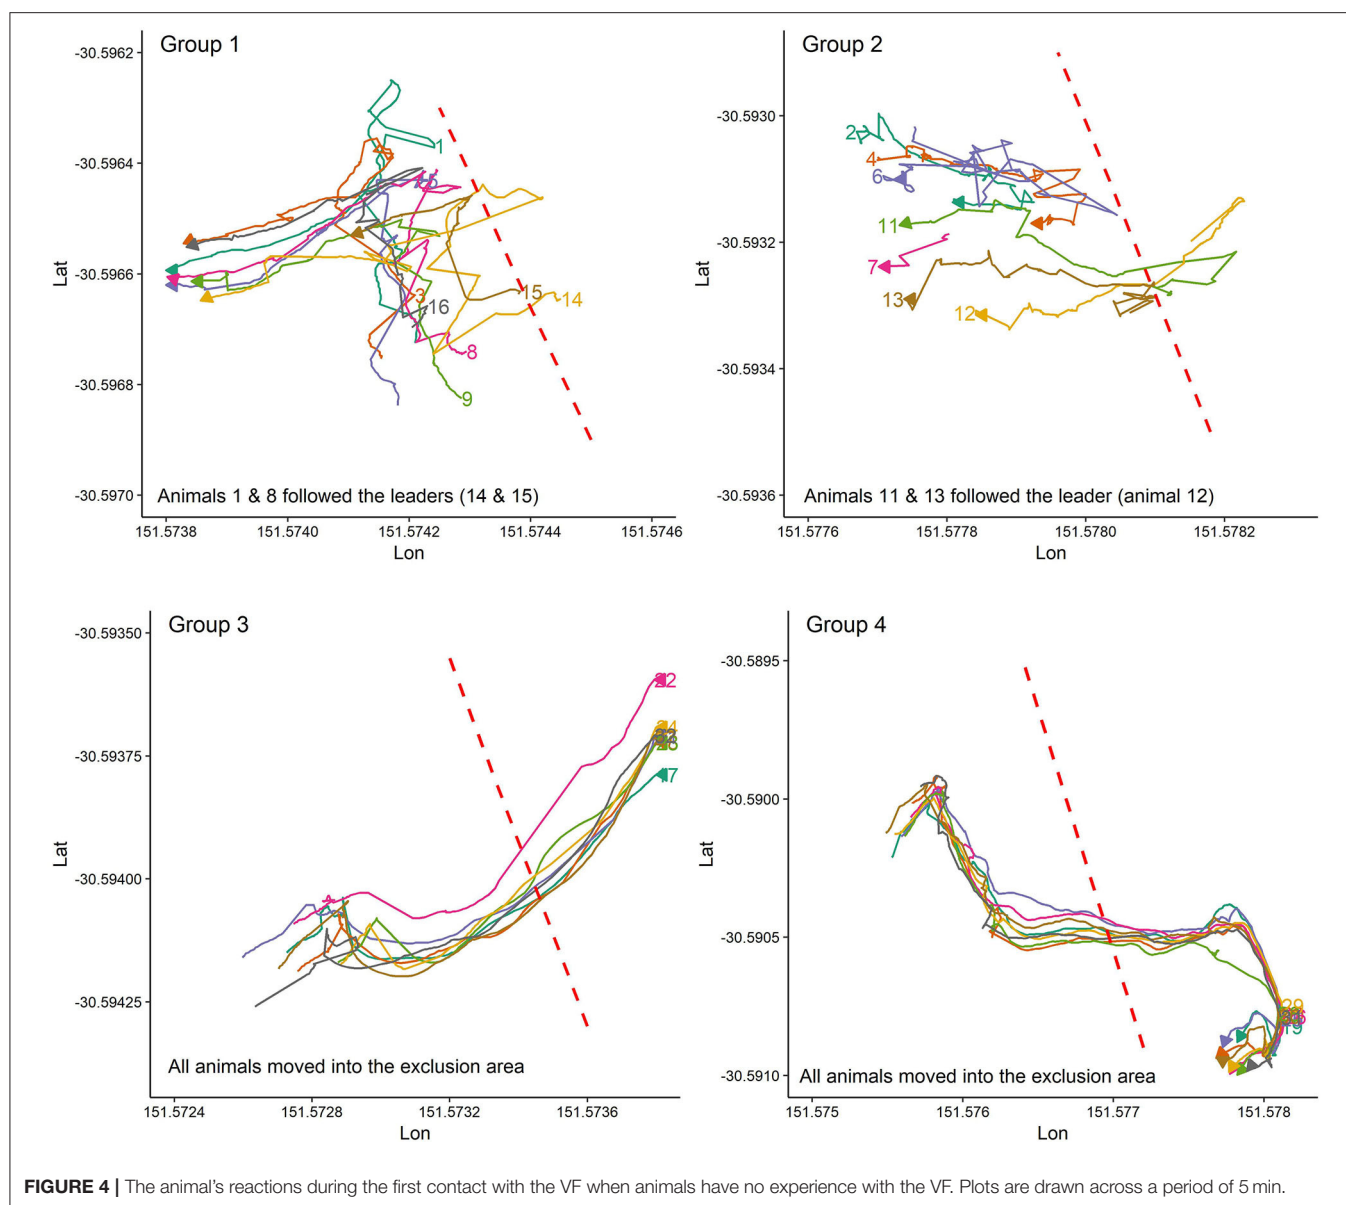 Group 1
-30.5962
-30.5964
-30.5966
-30.5968
-30.5970
Lat
1
3
16
15
14
8
9
Animals 1 & 8 followed the leaders (14 & 15)
151.5738 151.5740 151.5742 151.5744 151.5746
Lon
Group 2
-30.5930
-30.5932
-30.5934
-30.5936
Lat
2
4
6
11
7
13
12
Animals 11 & 13 followed the leader (animal 12)
151.5776 151.5778 151.5780 151.5782
Lon
Group 3
-30.59350
-30.59375
-30.59400
-30.59425
Lat
22
17
All animals moved into the exclusion area
151.5724 151.5728 151.5732 151.5736
Lon
Group 4
-30.5895
-30.5900
-30.5905
-30.5910
Lat
29
19
All animals moved into the exclusion area
151.575 151.576 151.577 151.578
Lon
FIGURE 4 | The animal's reactions during the first contact with the VF when animals have no experience with the VF. Plots are drawn across a period of 5 min.